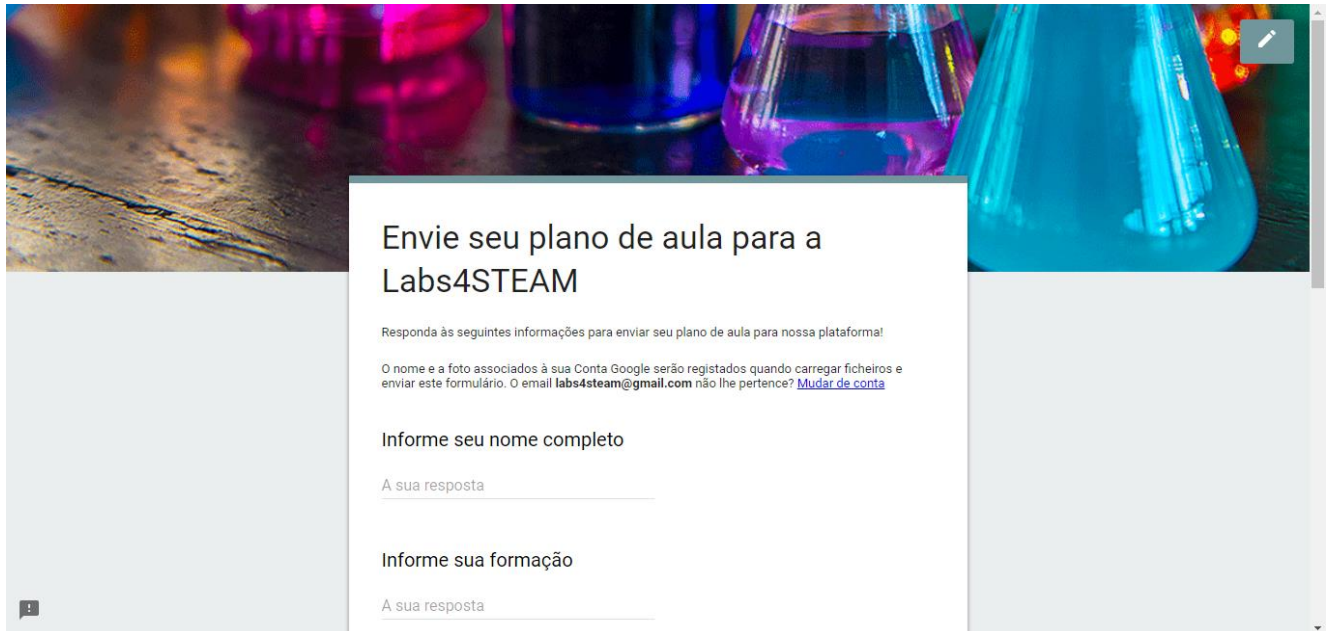 Envie seu plano de aula para a
Labs4STEAM
Responda às seguintes informações para enviar seu plano de aula para nossa plataforma!
O nome e a foto associados à sua Conta Google serão registados quando carregar ficheiros e
enviar este formulário. O email labs4steam@gmail.com não lhe pertence? Mudar de conta
Informe seu nome completo
A sua resposta
Informe sua formação
A sua resposta